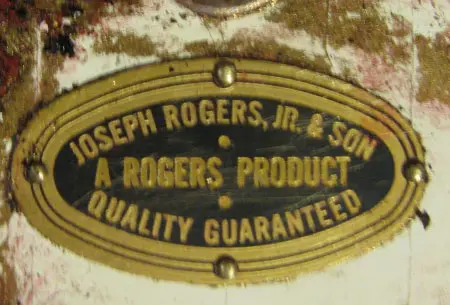 JOSEPH ROGERS, JR. & SON
A ROGERS PRODUCT
QUALITY GUARANTEED